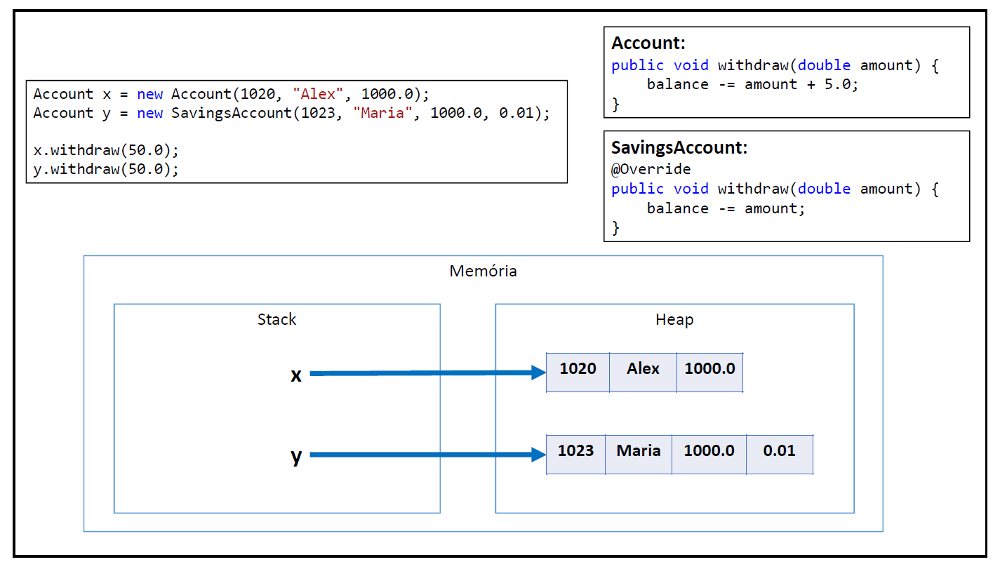 Account x = new Account(1020, "Alex", 1000.0);
Account y = new SavingsAccount(1023, "Maria", 1000.0, 0.01);
x.withdraw(50.0);
y.withdraw(50.0);
Account:
public void withdraw(double amount) {
    balance -= amount + 5.0;
}
SavingsAccount:
@Override
public void withdraw(double amount) {
    balance -= amount;
}
Memória
Stack
Heap
x
1020 Alex 1000.0
y
1023 Maria 1000.0 0.01